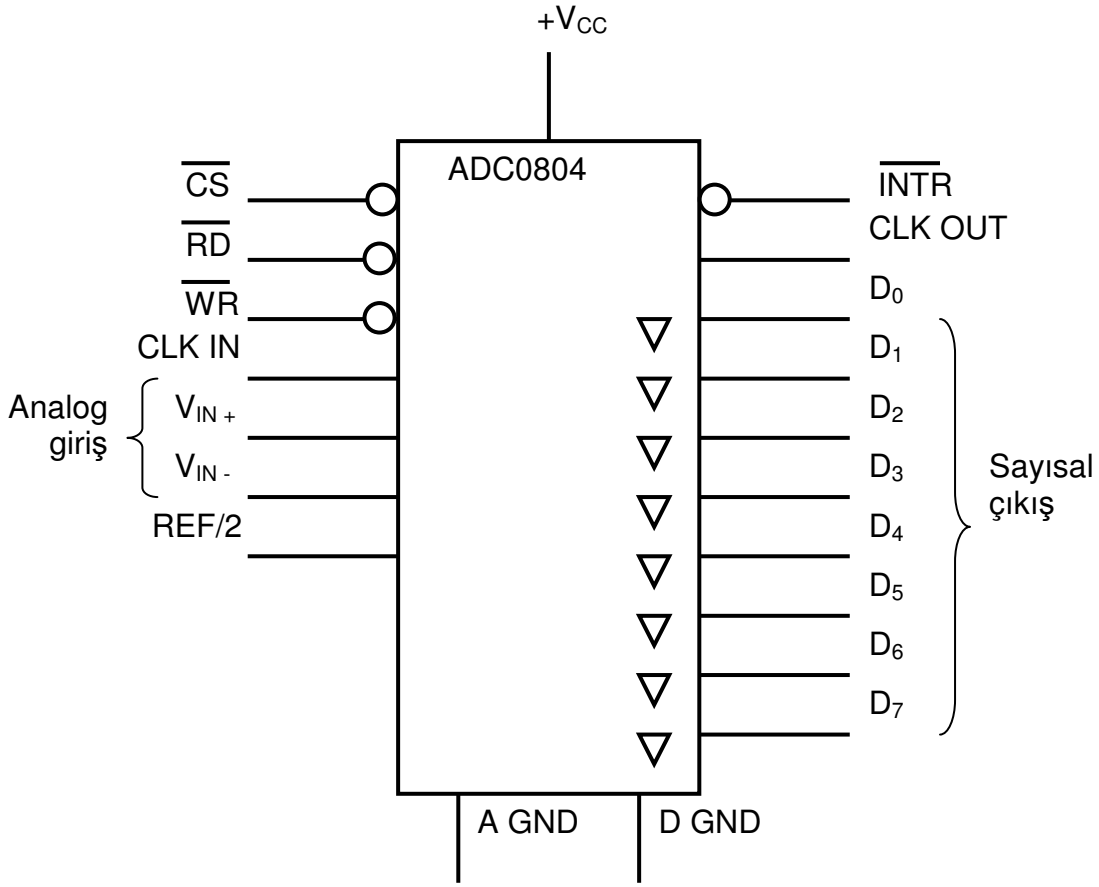 +VCC
ADC0804
CS
RD
WR
CLK IN
Analog
giriş
VIN +
VIN -
REF/2
INTR
CLK OUT
D0
D1
D2
D3
D4
D5
D6
D7
Sayısal
çıkış
A GND
D GND